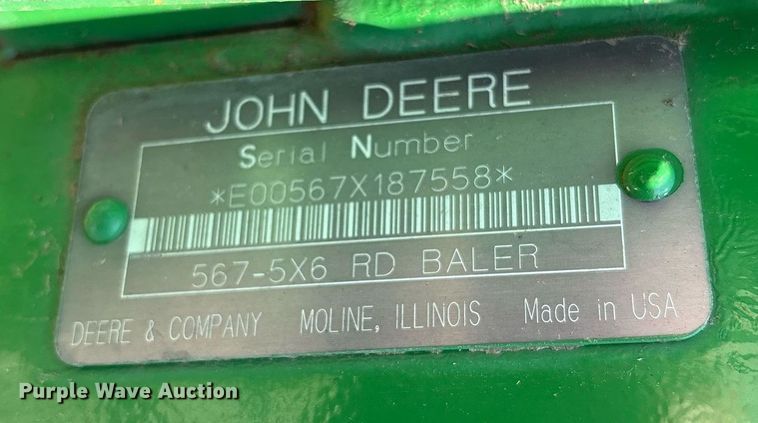 JOHN DEERE
Serial Number
*E00567X187558*
567-5X6 RD BALER
DEERE & COMPANY MOLINE, ILLINOIS Made in USA
Purple Wave Auction